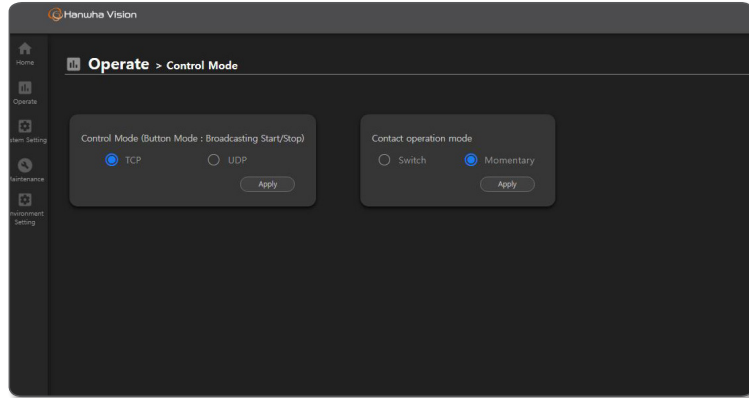 Hanwha Vision
Home
Operate > Control Mode
Operate
stem Setting
Maintenance
nvironment
Setting
Control Mode (Button Mode : Broadcasting Start/Stop)
TCP
UDP
Apply
Contact operation mode
Switch
Momentary
Apply